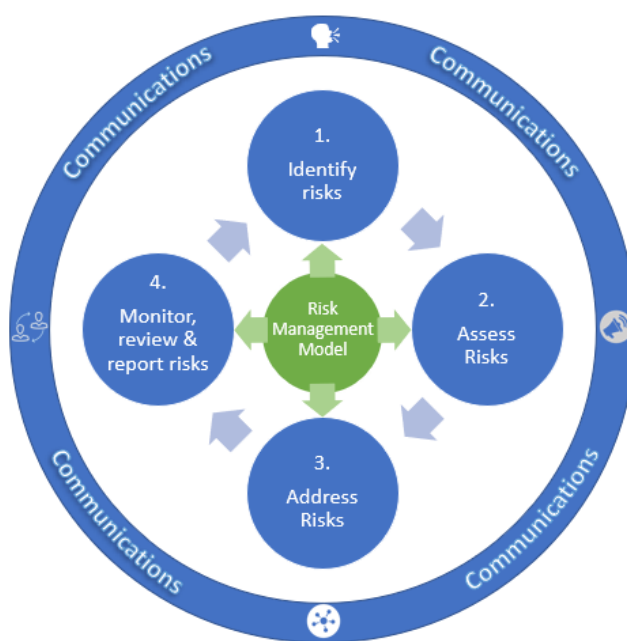 Communications
Communications
1.
Identify
risks
2.
Assess
Risks
3.
Address
Risks
4.
Monitor,
review &
report risks
Risk
Management
Model
Communications
Communications